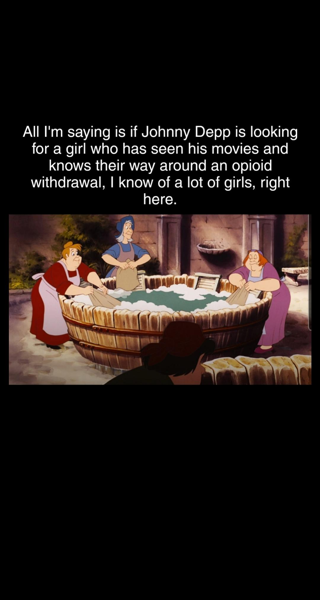 All I'm saying is if Johnny Depp is looking
for a girl who has seen his movies and
knows their way around an opioid
withdrawal, I know of a lot of girls, right
here.